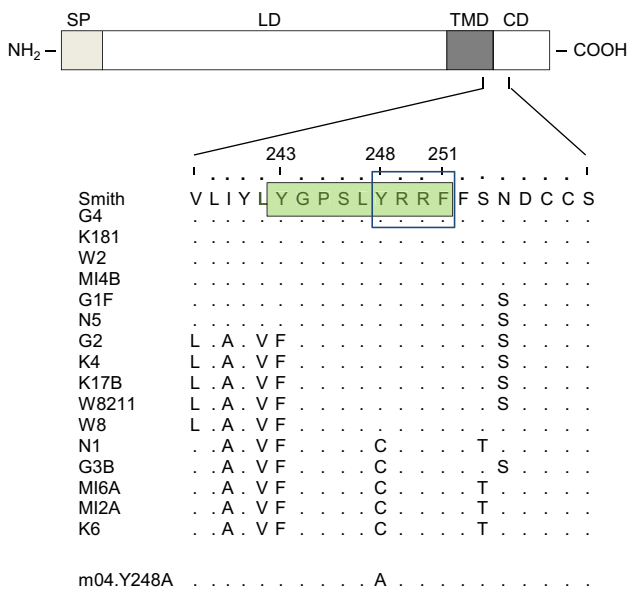 SP LD TMD CD
NH2 – – COOH
243 248 251
Smith V L I Y L Y G P S L Y R R F F S N D C C S
G4 . . . . . . . . . . . . . . . . . . . . .
K181 . . . . . . . . . . . . . . . . . . . . .
W2 . . . . . . . . . . . . . . . . . . . . .
MI4B . . . . . . . . . . . . . . . . . . . . .
G1F . . . . . . . . . . . . . . . . S . . . .
N5 . . . . . . . . . . . . . . . . S . . . .
G2 L . A . V F . . . . . . . . . . S . . . .
K4 L . A . V F . . . . . . . . . . S . . . .
K17B L . A . V F . . . . . . . . . . S . . . .
W8211 L . A . V F . . . . . . . . . . S . . . .
W8 L . A . V F . . . . . . . . . . . . . . .
N1 . . A . V F . . . . C . . . . T . . . . .
G3B . . A . V F . . . . C . . . . . S . . . .
MI6A . . A . V F . . . . C . . . . T . . . . .
MI2A . . A . V F . . . . C . . . . T . . . . .
K6 . . A . V F . . . . C . . . . T . . . . .
m04.Y248A . . . . . . . . . . A . . . . . . . . . .